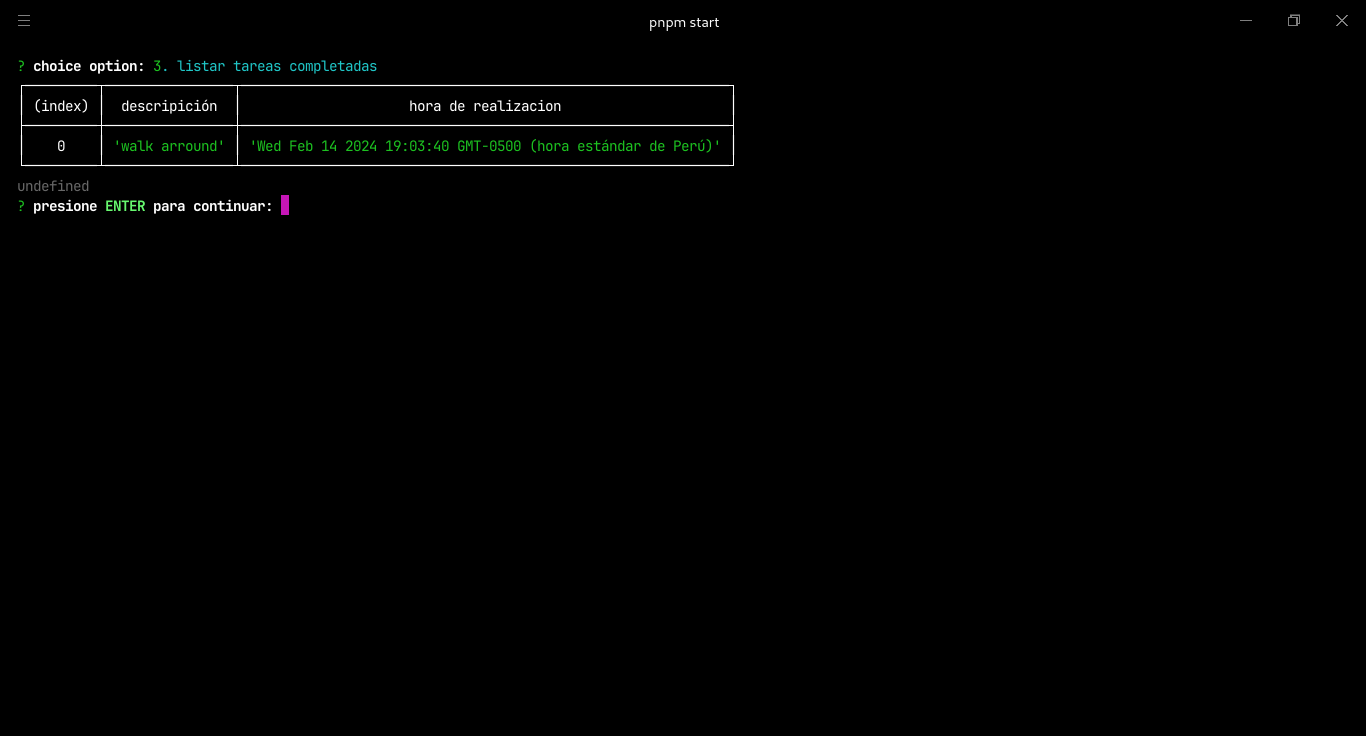 pnpm start
? choice option: 3. listar tareas completadas
(index) descripición hora de realizacion
0 'walk arround' 'Wed Feb 14 2024 19:03:40 GMT-0500 (hora estándar de Perú)'
undefined
? presione ENTER para continuar: